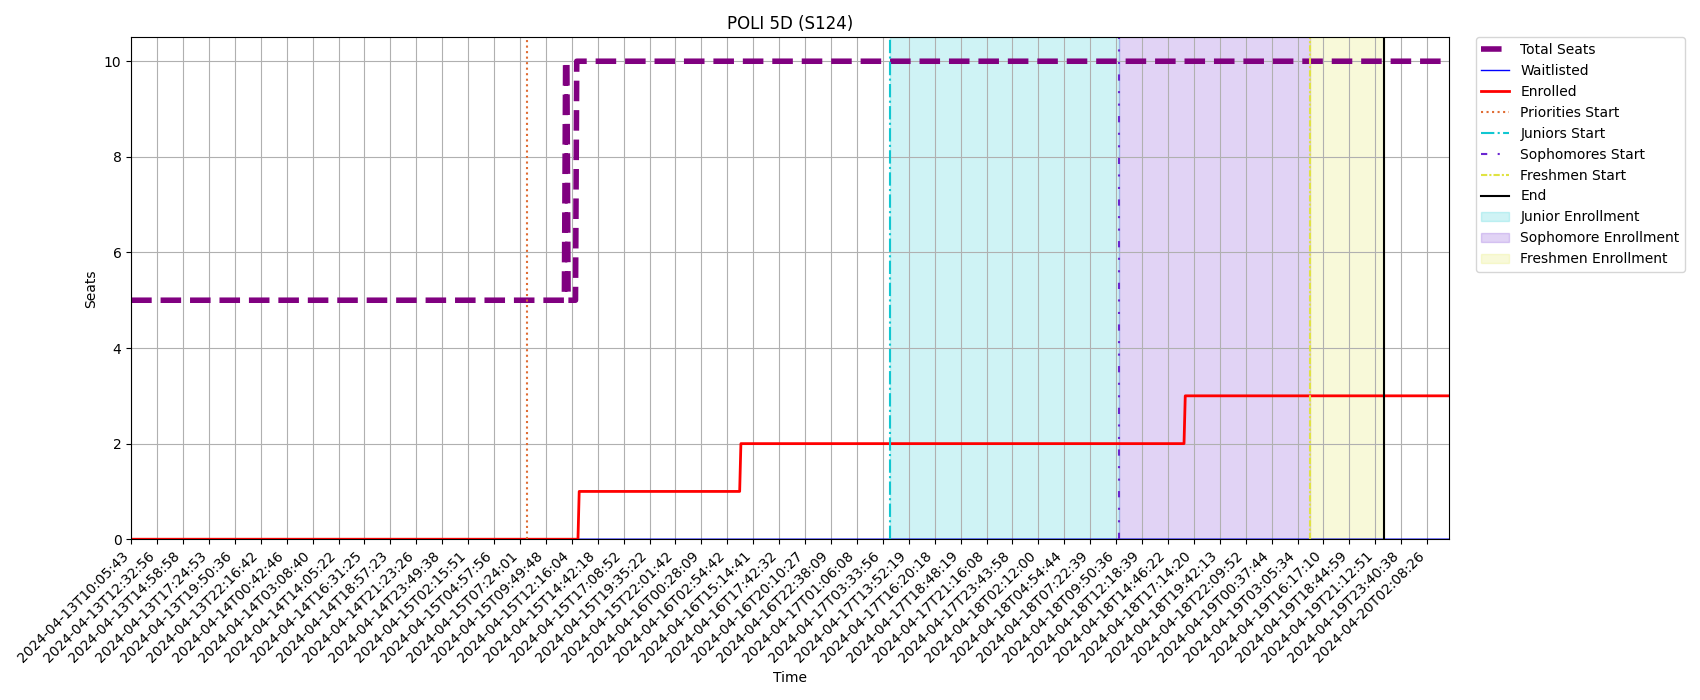 POLI 5D (S124)
10
8
6
4
2
0
Seats
2024-04-13T10:05:43
2024-04-13T12:32:56
2024-04-13T14:58:58
2024-04-13T17:24:53
2024-04-13T19:50:36
2024-04-13T22:16:42
2024-04-14T00:42:46
2024-04-14T03:08:40
2024-04-14T14:05:22
2024-04-14T16:31:25
2024-04-14T18:57:23
2024-04-14T21:23:26
2024-04-14T23:49:38
2024-04-15T02:15:51
2024-04-15T04:57:56
2024-04-15T07:24:01
2024-04-15T09:49:48
2024-04-15T12:16:04
2024-04-15T14:42:18
2024-04-15T17:08:52
2024-04-15T19:35:22
2024-04-15T22:01:42
2024-04-16T00:28:09
2024-04-16T02:54:42
2024-04-16T15:14:41
2024-04-16T17:42:32
2024-04-16T20:10:27
2024-04-16T22:38:09
2024-04-17T01:06:08
2024-04-17T03:33:56
2024-04-17T13:52:19
2024-04-17T16:20:18
2024-04-17T18:48:19
2024-04-17T21:16:08
2024-04-17T23:43:58
2024-04-18T02:12:00
2024-04-18T04:54:44
2024-04-18T07:22:39
2024-04-18T09:50:36
2024-04-18T12:18:39
2024-04-18T14:46:22
2024-04-18T17:14:20
2024-04-18T19:42:13
2024-04-18T22:09:52
2024-04-19T00:37:44
2024-04-19T03:05:34
2024-04-19T16:17:10
2024-04-19T18:44:59
2024-04-19T21:12:51
2024-04-19T23:40:38
2024-04-20T02:08:26
Time
Total Seats
Waitlisted
Enrolled
Priorities Start
Juniors Start
Sophomores Start
Freshmen Start
End
Junior Enrollment
Sophomore Enrollment
Freshmen Enrollment